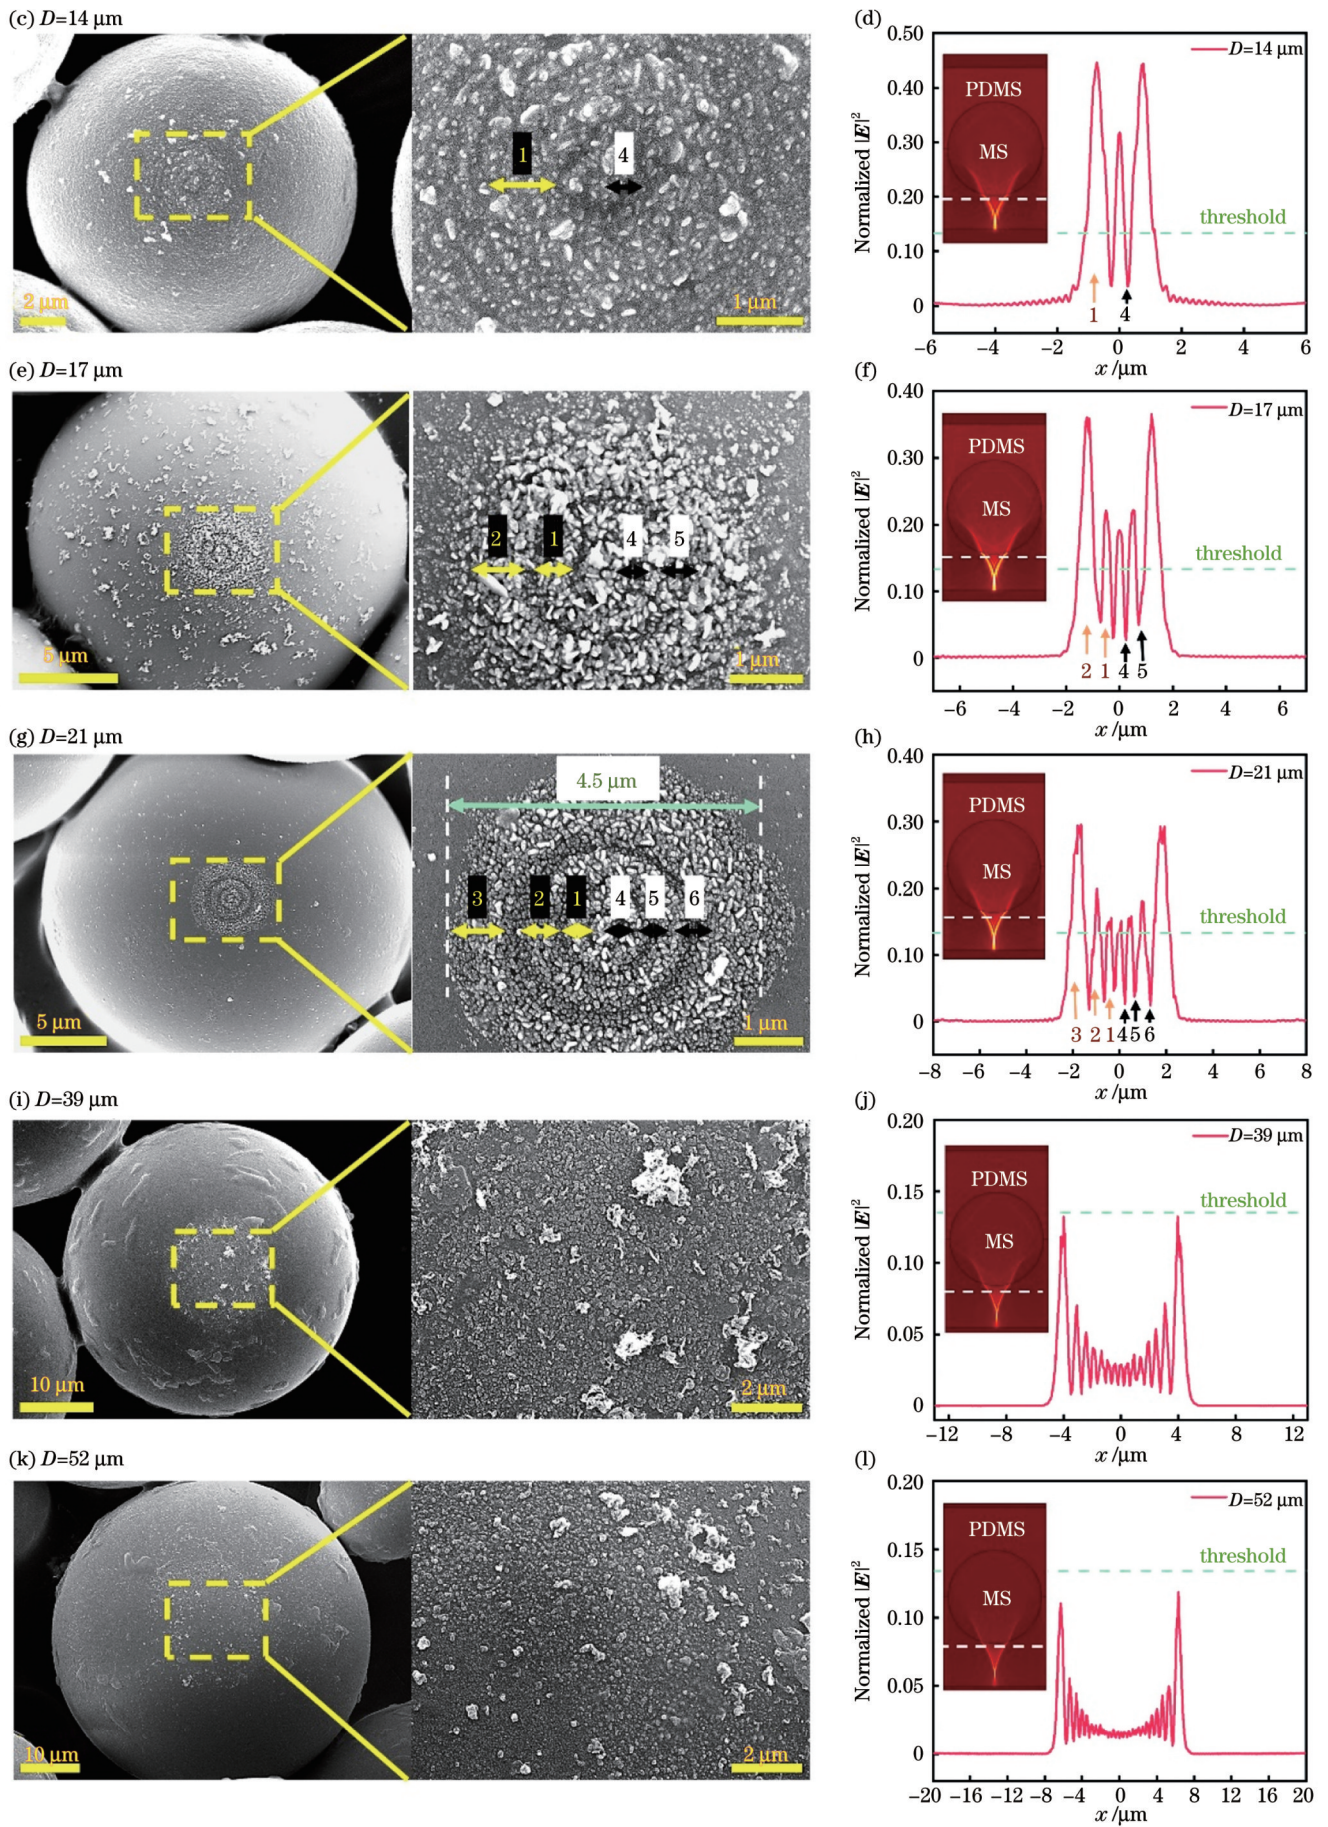 (c) D=14 μm
1
4
2 μm
1 μm
(d)
D=14 μm
PDMS
MS
threshold
Normalized |E|²
0.50
0.40
0.30
0.20
0.10
0
1
4
−6 −4 −2 0 2 4 6
x /μm
(e) D=17 μm
2
1
4
5
5 μm
1 μm
(f)
D=17 μm
PDMS
MS
threshold
Normalized |E|²
0.40
0.30
0.20
0.10
0
2 1 4 5
−6 −4 −2 0 2 4 6
x /μm
(g) D=21 μm
4.5 μm
3
2
1
4
5
6
5 μm
1 μm
(h)
D=21 μm
PDMS
MS
threshold
Normalized |E|²
0.40
0.30
0.20
0.10
0
3 2 1 4 5 6
−8 −6 −4 −2 0 2 4 6 8
x /μm
(i) D=39 μm
10 μm
2 μm
(j)
D=39 μm
PDMS
MS
threshold
Normalized |E|²
0.20
0.15
0.10
0.05
0
−12 −8 −4 0 4 8 12
x /μm
(k) D=52 μm
10 μm
2 μm
(l)
D=52 μm
PDMS
MS
threshold
Normalized |E|²
0.20
0.15
0.10
0.05
0
−20 −16 −12 −8 −4 0 4 8 12 16 20
x /μm